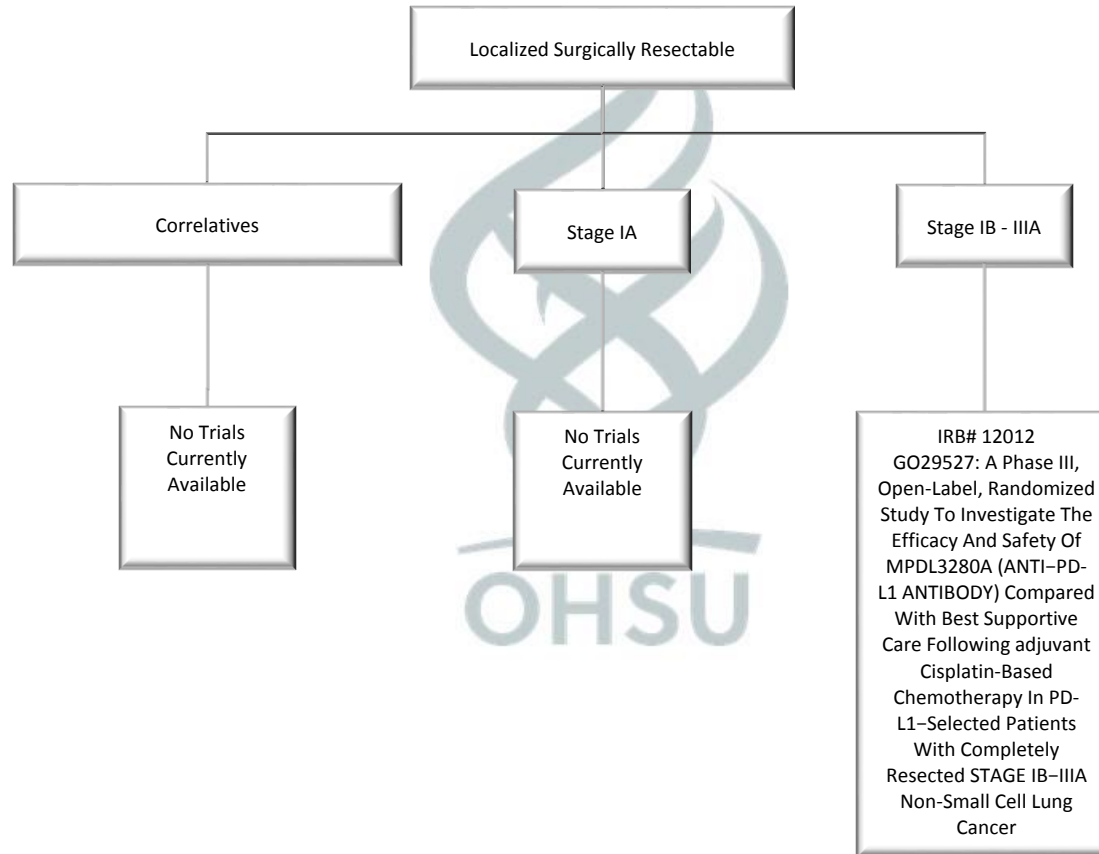 Localized Surgically Resectable
Correlatives
Stage IA
Stage IB - IIIA
No Trials
Currently
Available
No Trials
Currently
Available
IRB# 12012
GO29527: A Phase III,
Open-Label, Randomized
Study To Investigate The
Efficacy And Safety Of
MPDL3280A (ANTI−PD-
L1 ANTIBODY) Compared
With Best Supportive
Care Following adjuvant
Cisplatin-Based
Chemotherapy In PD-
L1−Selected Patients
With Completely
Resected STAGE IB−IIIA
Non-Small Cell Lung
Cancer
OHSU